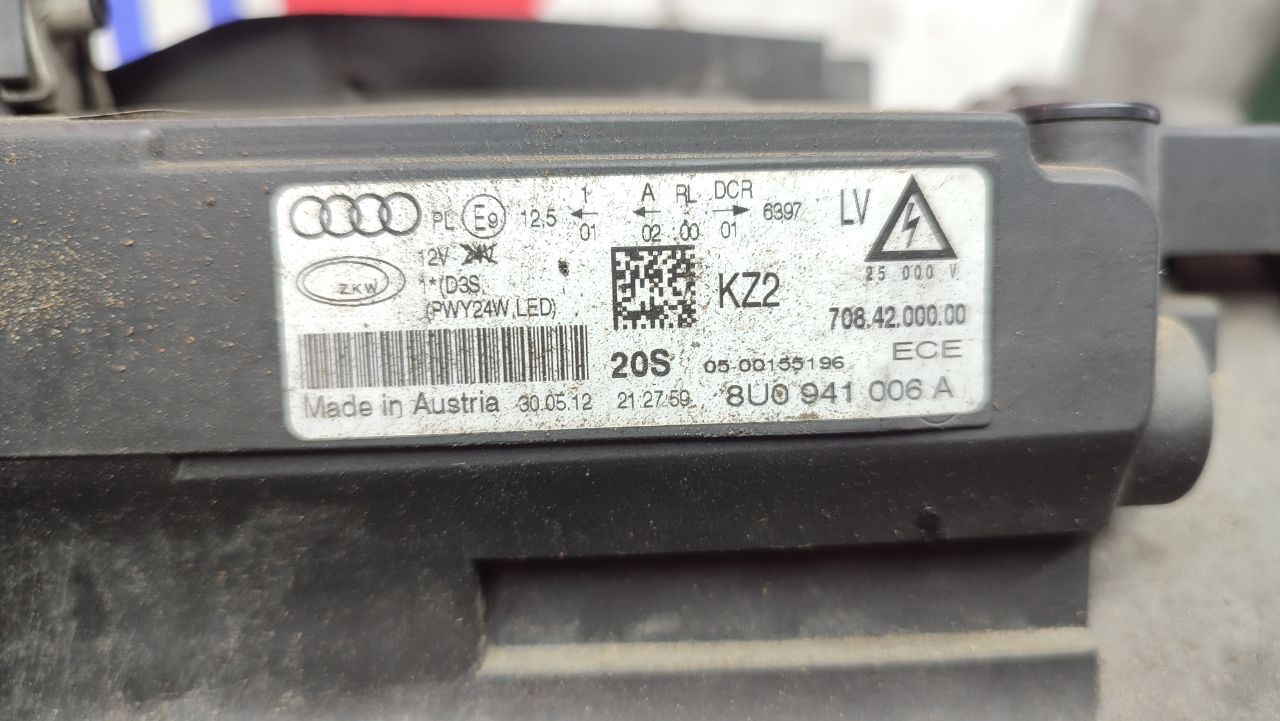 PL E9 12,5 1 A RL DCR 6397 LV
01 02 00 01
12V 24V
25 000 V
ZKW 1*(D3S, KZ2
(PWY24W,LED) 708.42.000.00
20S 05 00155196 ECE
Made in Austria 30.05.12 21:27:59 8U0 941 006 A